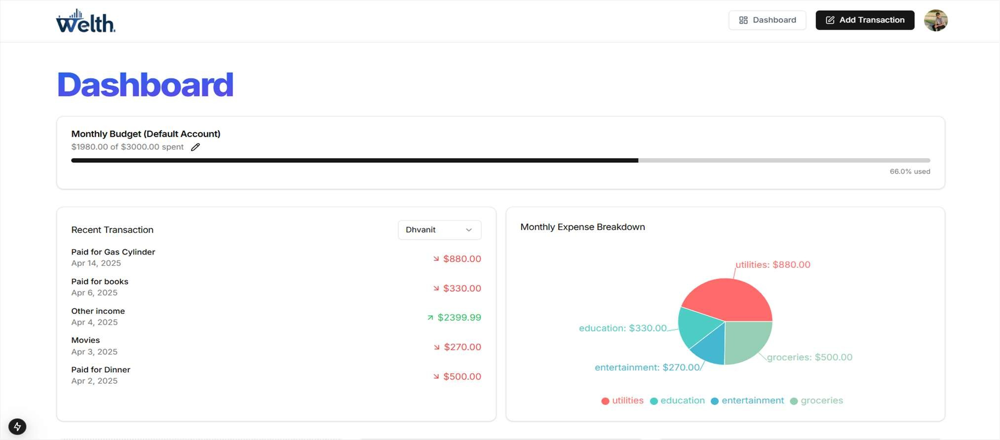 Welth.
Dashboard
Add Transaction
Dashboard
Monthly Budget (Default Account)
$1980.00 of $3000.00 spent
66.0% used
Recent Transaction
Dhvanit
Paid for Gas Cylinder
Apr 14, 2025
$880.00
Paid for books
Apr 6, 2025
$330.00
Other income
Apr 4, 2025
$2399.99
Movies
Apr 3, 2025
$270.00
Paid for Dinner
Apr 2, 2025
$500.00
Monthly Expense Breakdown
utilities: $880.00
education: $330.00
groceries: $500.00
entertainment: $270.00
utilities education entertainment groceries